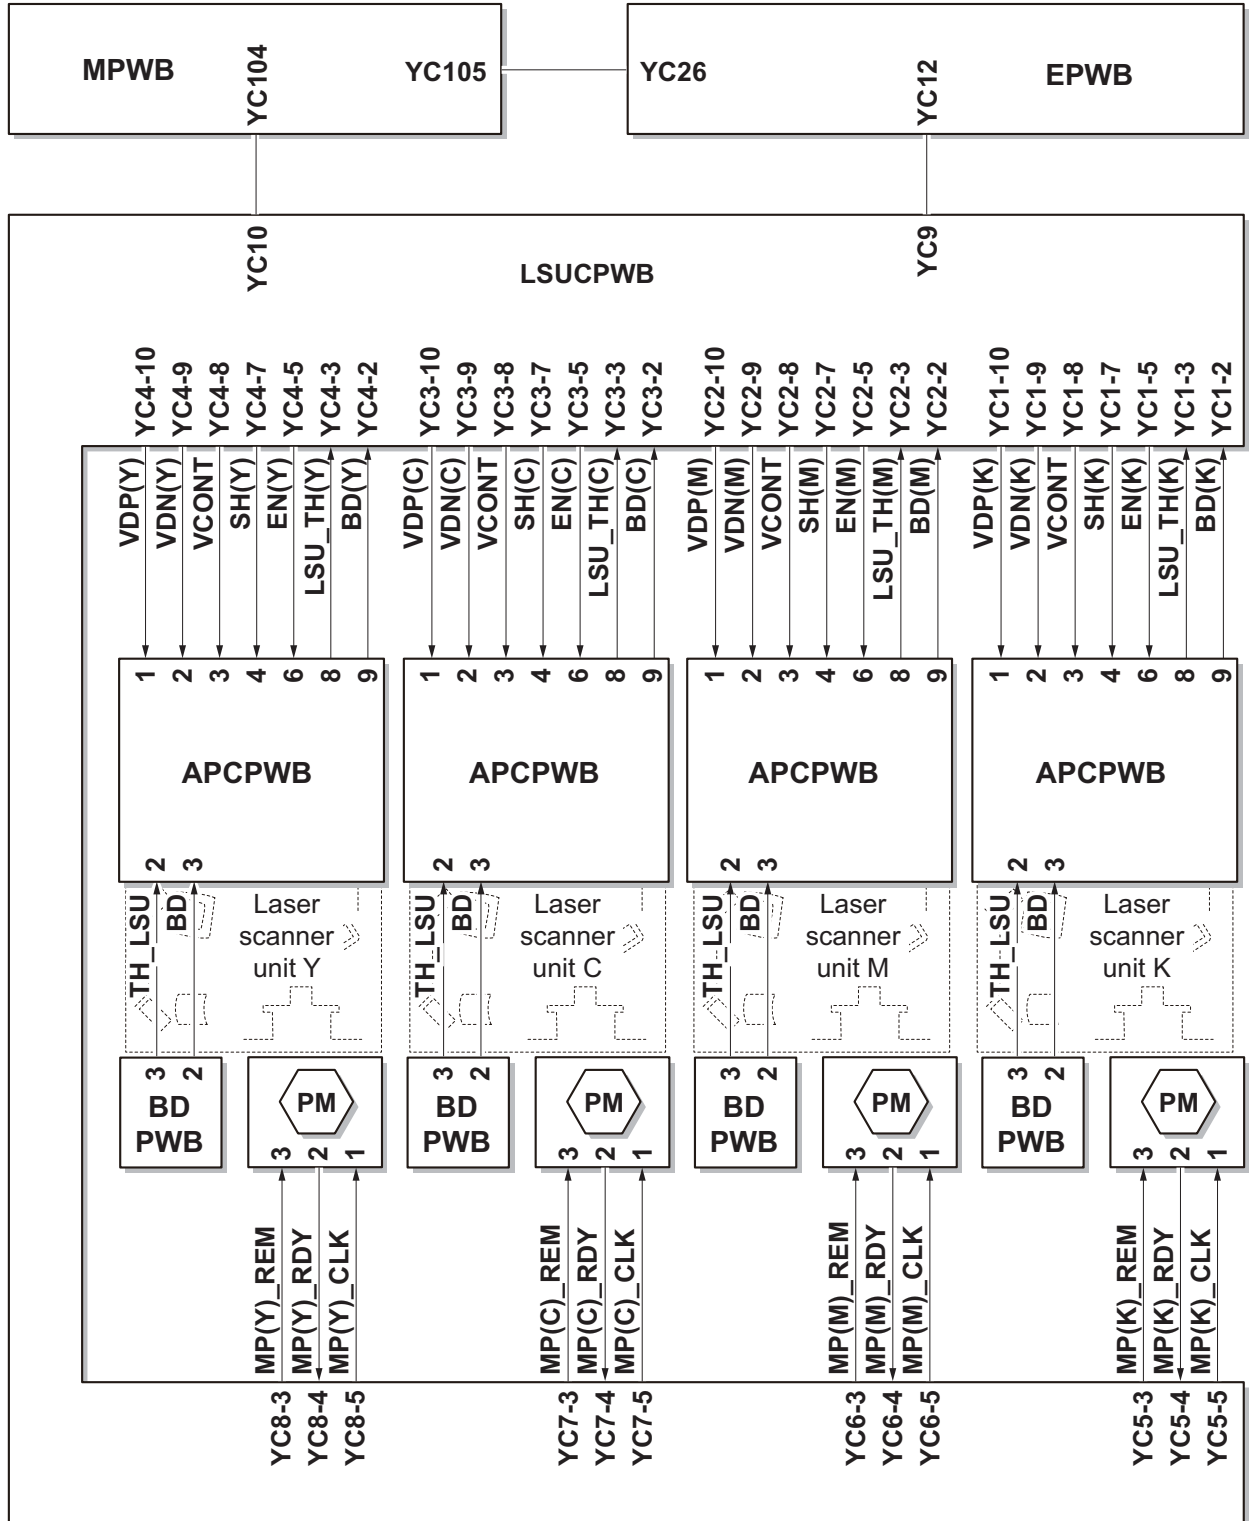 MPWB
YC104
YC105
YC26
YC12
EPWB
YC10
LSUCPWB
YC9
YC4-10
YC4-9
YC4-8
YC4-7
YC4-5
YC4-3
YC4-2
YC3-10
YC3-9
YC3-8
YC3-7
YC3-5
YC3-3
YC3-2
YC2-10
YC2-9
YC2-8
YC2-7
YC2-5
YC2-3
YC2-2
YC1-10
YC1-9
YC1-8
YC1-7
YC1-5
YC1-3
YC1-2
VDP(Y)
VDN(Y)
VCONT
SH(Y)
EN(Y)
LSU_TH(Y)
BD(Y)
VDP(C)
VDN(C)
VCONT
SH(C)
EN(C)
LSU_TH(C)
BD(C)
VDP(M)
VDN(M)
VCONT
SH(M)
EN(M)
LSU_TH(M)
BD(M)
VDP(K)
VDN(K)
VCONT
SH(K)
EN(K)
LSU_TH(K)
BD(K)
1
2
3
4
6
8
9
1
2
3
4
6
8
9
1
2
3
4
6
8
9
1
2
3
4
6
8
9
APCPWB
APCPWB
APCPWB
APCPWB
2
3
2
3
2
3
2
3
TH_LSU
BD
Laser
scanner
unit Y
TH_LSU
BD
Laser
scanner
unit C
TH_LSU
BD
Laser
scanner
unit M
TH_LSU
BD
Laser
scanner
unit K
3
2
BD
PWB
PM
3
2
1
3
2
BD
PWB
PM
3
2
1
3
2
BD
PWB
PM
3
2
1
3
2
BD
PWB
PM
3
2
1
MP(Y)_REM
MP(Y)_RDY
MP(Y)_CLK
MP(C)_REM
MP(C)_RDY
MP(C)_CLK
MP(M)_REM
MP(M)_RDY
MP(M)_CLK
MP(K)_REM
MP(K)_RDY
MP(K)_CLK
YC8-3
YC8-4
YC8-5
YC7-3
YC7-4
YC7-5
YC6-3
YC6-4
YC6-5
YC5-3
YC5-4
YC5-5